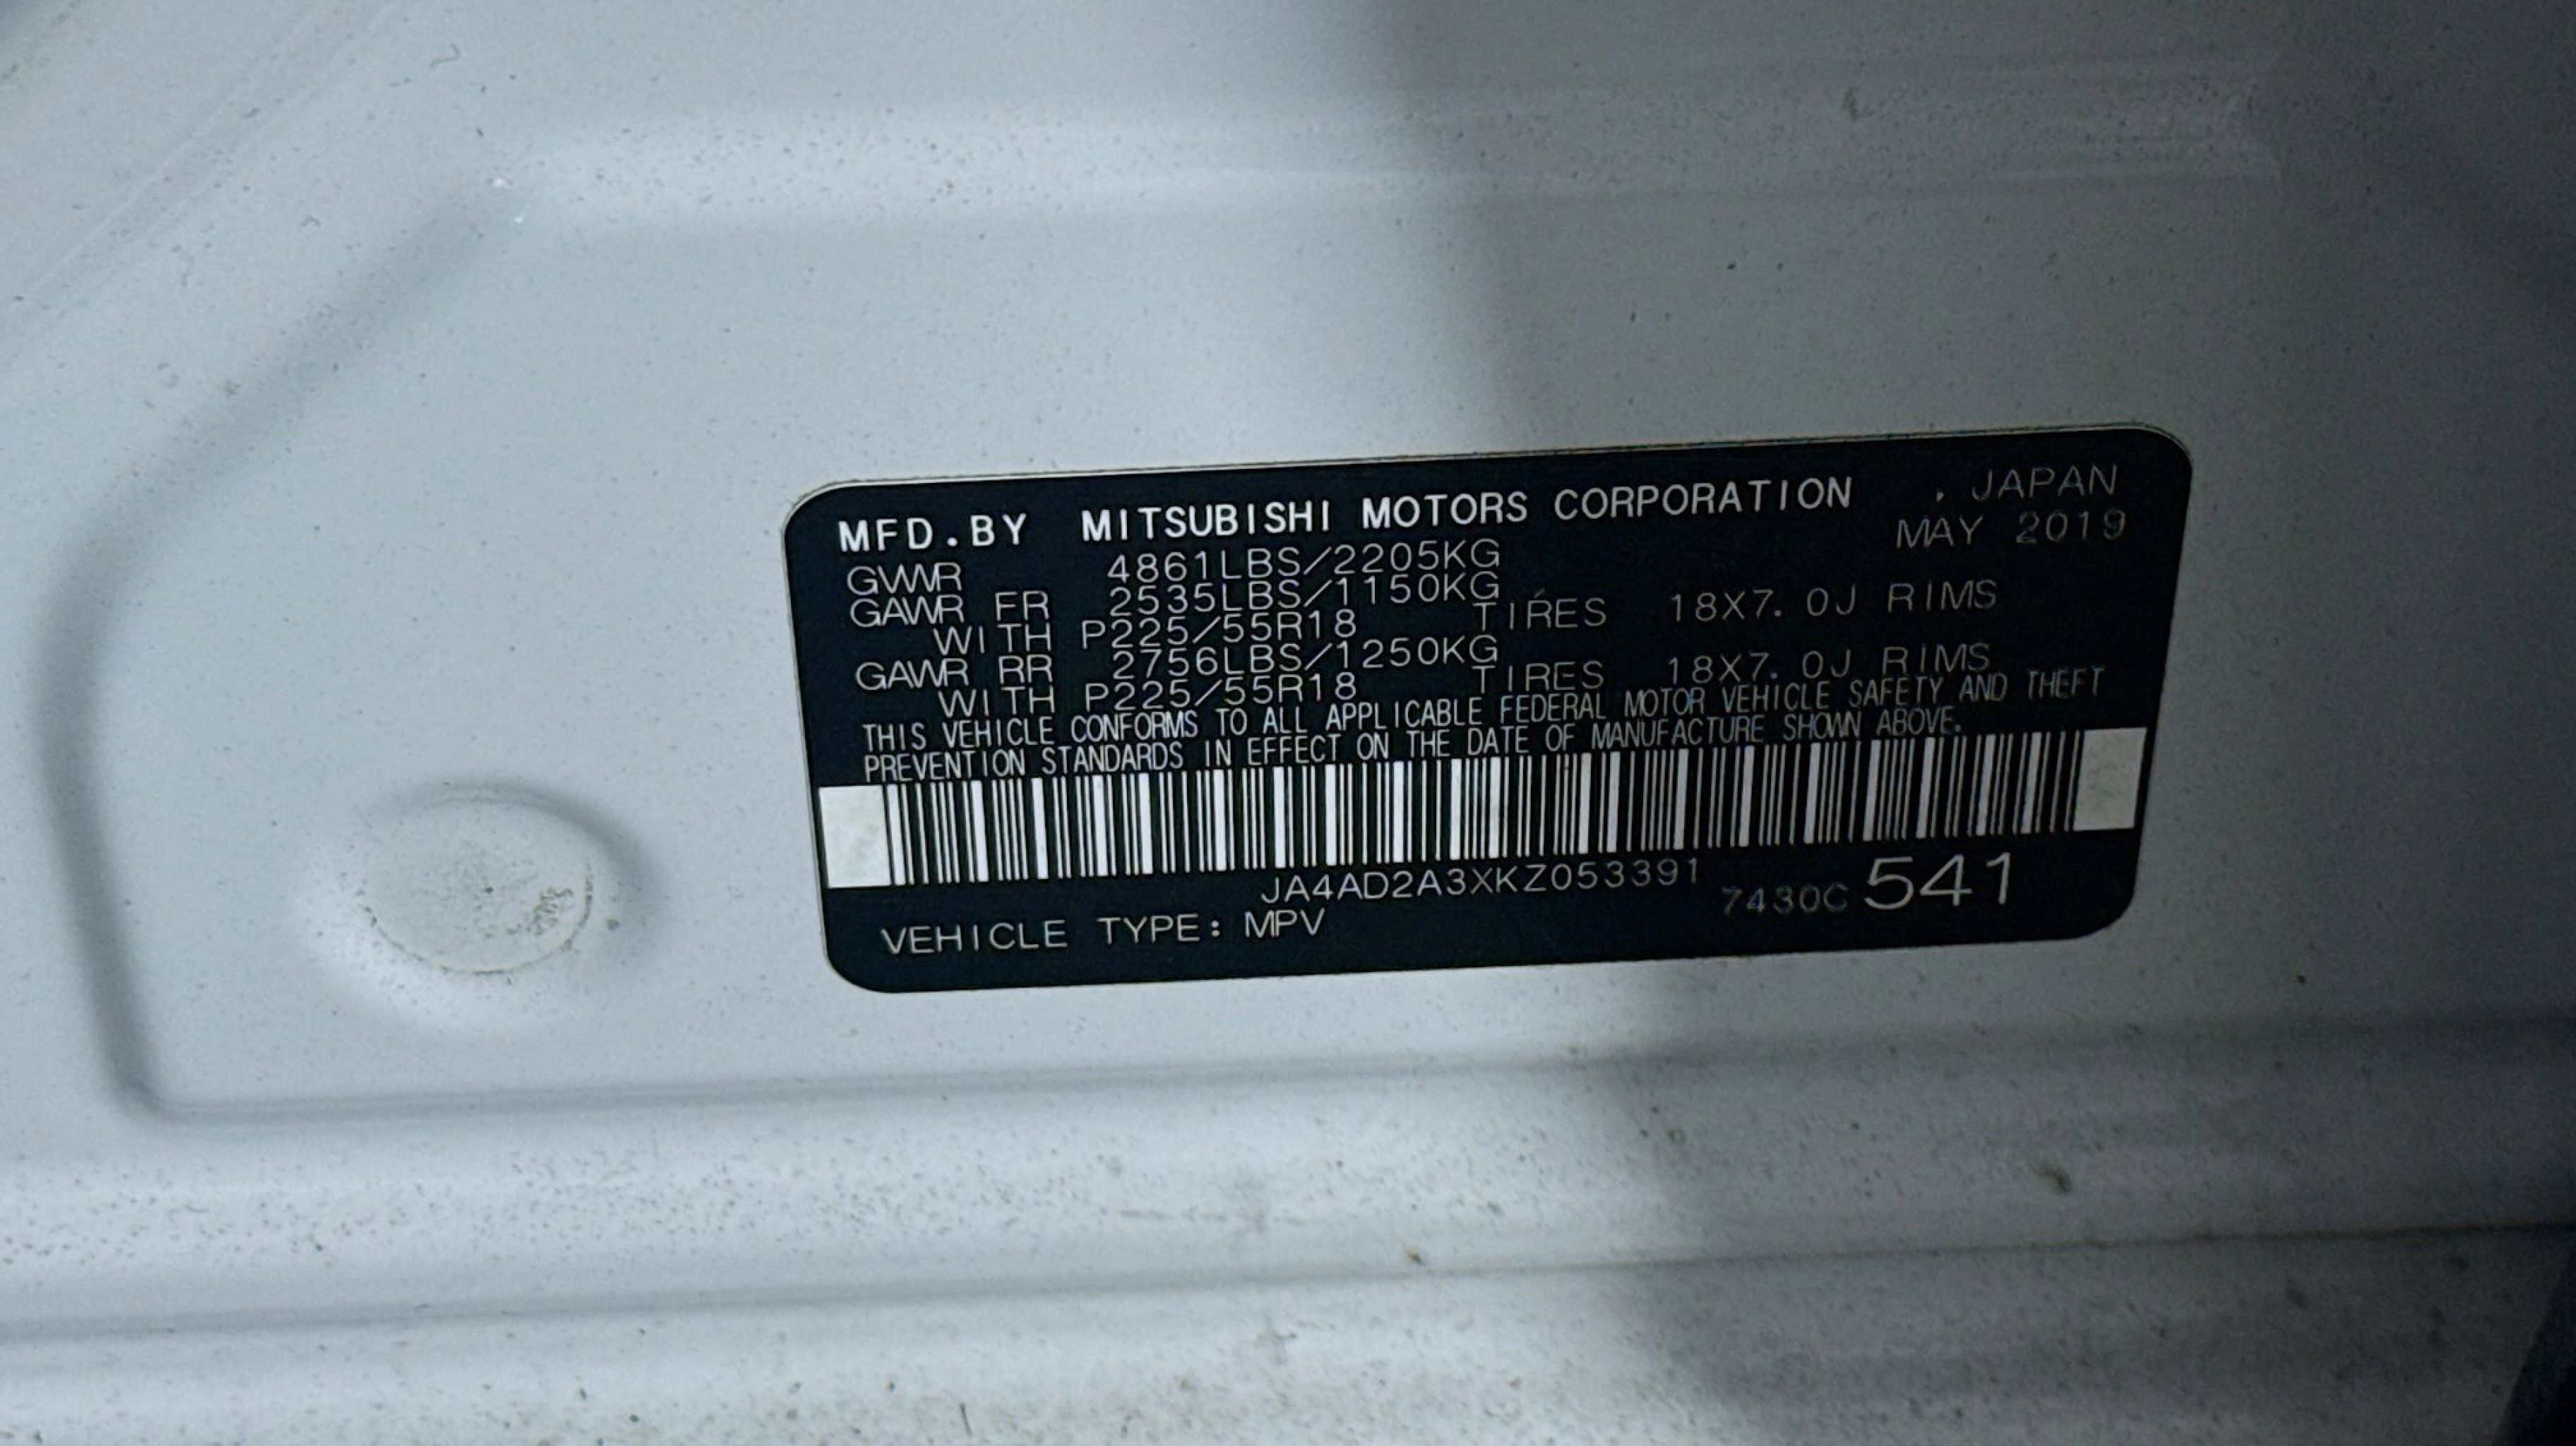 MFD.BY MITSUBISHI MOTORS CORPORATION , JAPAN
MAY 2019
GVWR 4861LBS/2205KG
GAWR FR 2535LBS/1150KG
WITH P225/55R18 TIRES 18X7.0J RIMS
GAWR RR 2756LBS/1250KG
WITH P225/55R18 TIRES 18X7.0J RIMS
THIS VEHICLE CONFORMS TO ALL APPLICABLE FEDERAL MOTOR VEHICLE SAFETY AND THEFT
PREVENTION STANDARDS IN EFFECT ON THE DATE OF MANUFACTURE SHOWN ABOVE.
JA4AD2A3XKZ053391
7430C 541
VEHICLE TYPE: MPV